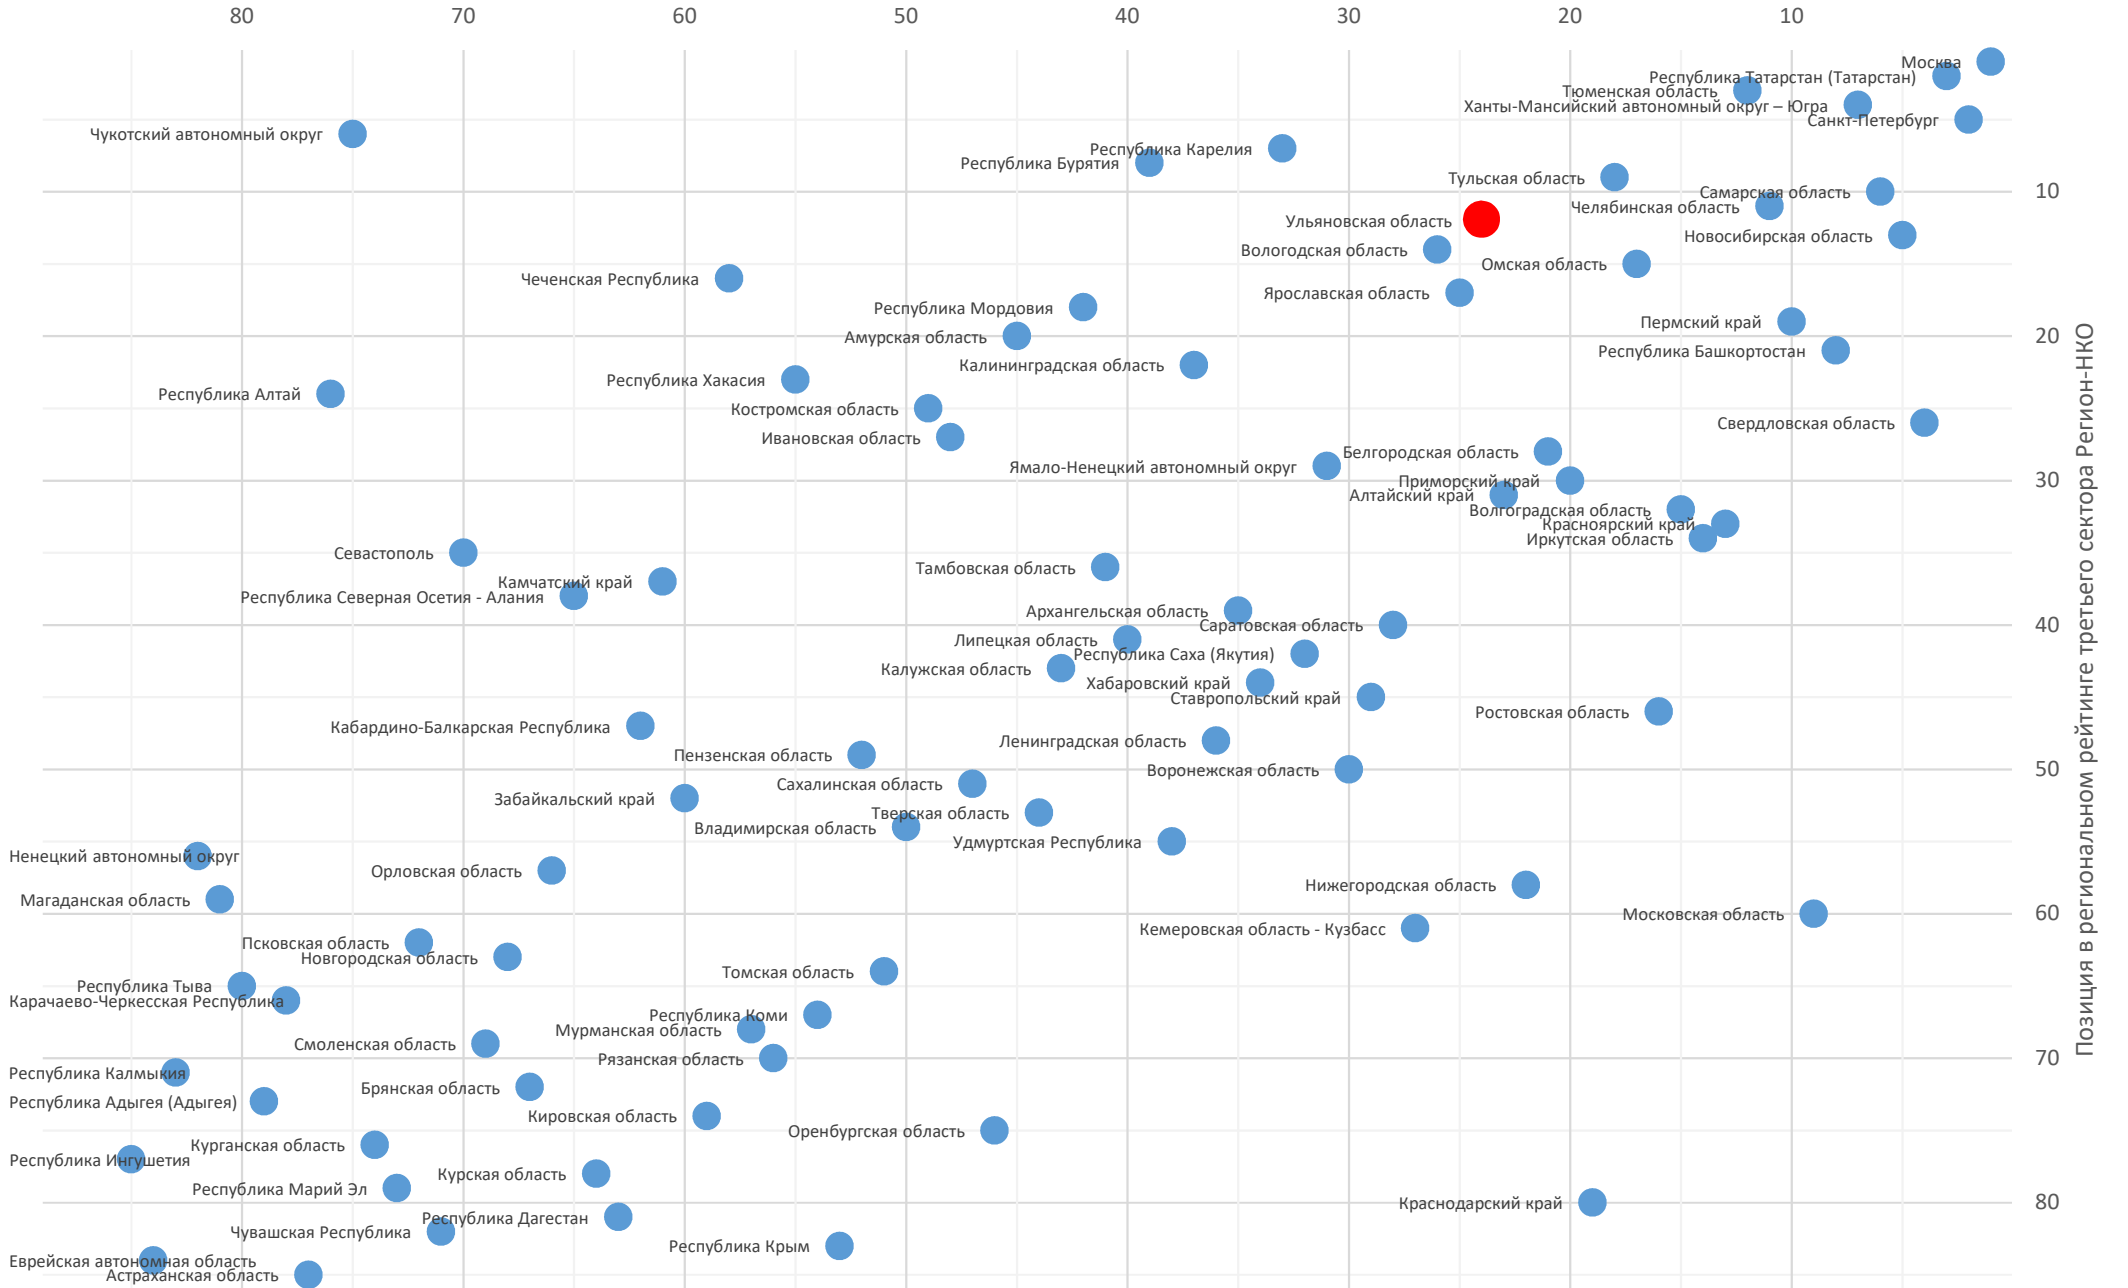 80 70 60 50 40 30 20 10
Москва
Республика Татарстан (Татарстан)
Тюменская область
Ханты-Мансийский автономный округ – Югра
Санкт-Петербург
Чукотский автономный округ
Республика Карелия
Республика Бурятия
Тульская область
Самарская область
10
Челябинская область
Ульяновская область
Новосибирская область
Вологодская область
Омская область
Чеченская Республика
Ярославская область
Республика Мордовия
Пермский край
Амурская область
20
Республика Башкортостан
Калининградская область
Республика Хакасия
Республика Алтай
Костромская область
Свердловская область
Ивановская область
Белгородская область
Ямало-Ненецкий автономный округ
Приморский край
30
Алтайский край
Волгоградская область
Красноярский край
Иркутская область
Севастополь
Тамбовская область
Камчатский край
Республика Северная Осетия - Алания
Архангельская область
Саратовская область
40
Липецкая область
Республика Саха (Якутия)
Калужская область
Хабаровский край
Ставропольский край
Ростовская область
Кабардино-Балкарская Республика
Ленинградская область
Пензенская область
Воронежская область
50
Сахалинская область
Забайкальский край
Тверская область
Владимирская область
Удмуртская Республика
Ненецкий автономный округ
Орловская область
Нижегородская область
Магаданская область
Московская область
60
Кемеровская область - Кузбасс
Псковская область
Новгородская область
Томская область
Республика Тыва
Карачаево-Черкесская Республика
Республика Коми
Мурманская область
Смоленская область
Рязанская область
70
Республика Калмыкия
Брянская область
Республика Адыгея (Адыгея)
Кировская область
Оренбургская область
Курганская область
Республика Ингушетия
Курская область
Республика Марий Эл
Краснодарский край
80
Республика Дагестан
Чувашская Республика
Республика Крым
Еврейская автономная область
Астраханская область
Позиция в региональном рейтинге третьего сектора Регион-НКО